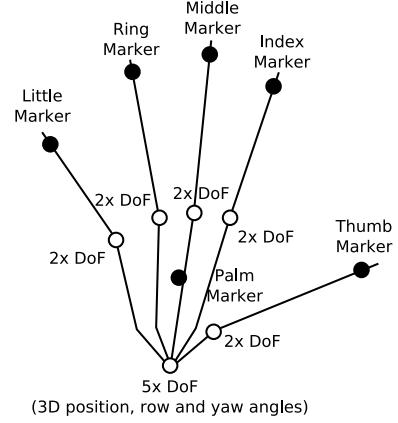 Middle
Marker
Ring
Marker
Index
Marker
Little
Marker
2x DoF
2x DoF
2x DoF
2x DoF
Thumb
Marker
Palm
Marker
2x DoF
5x DoF
(3D position, row and yaw angles)